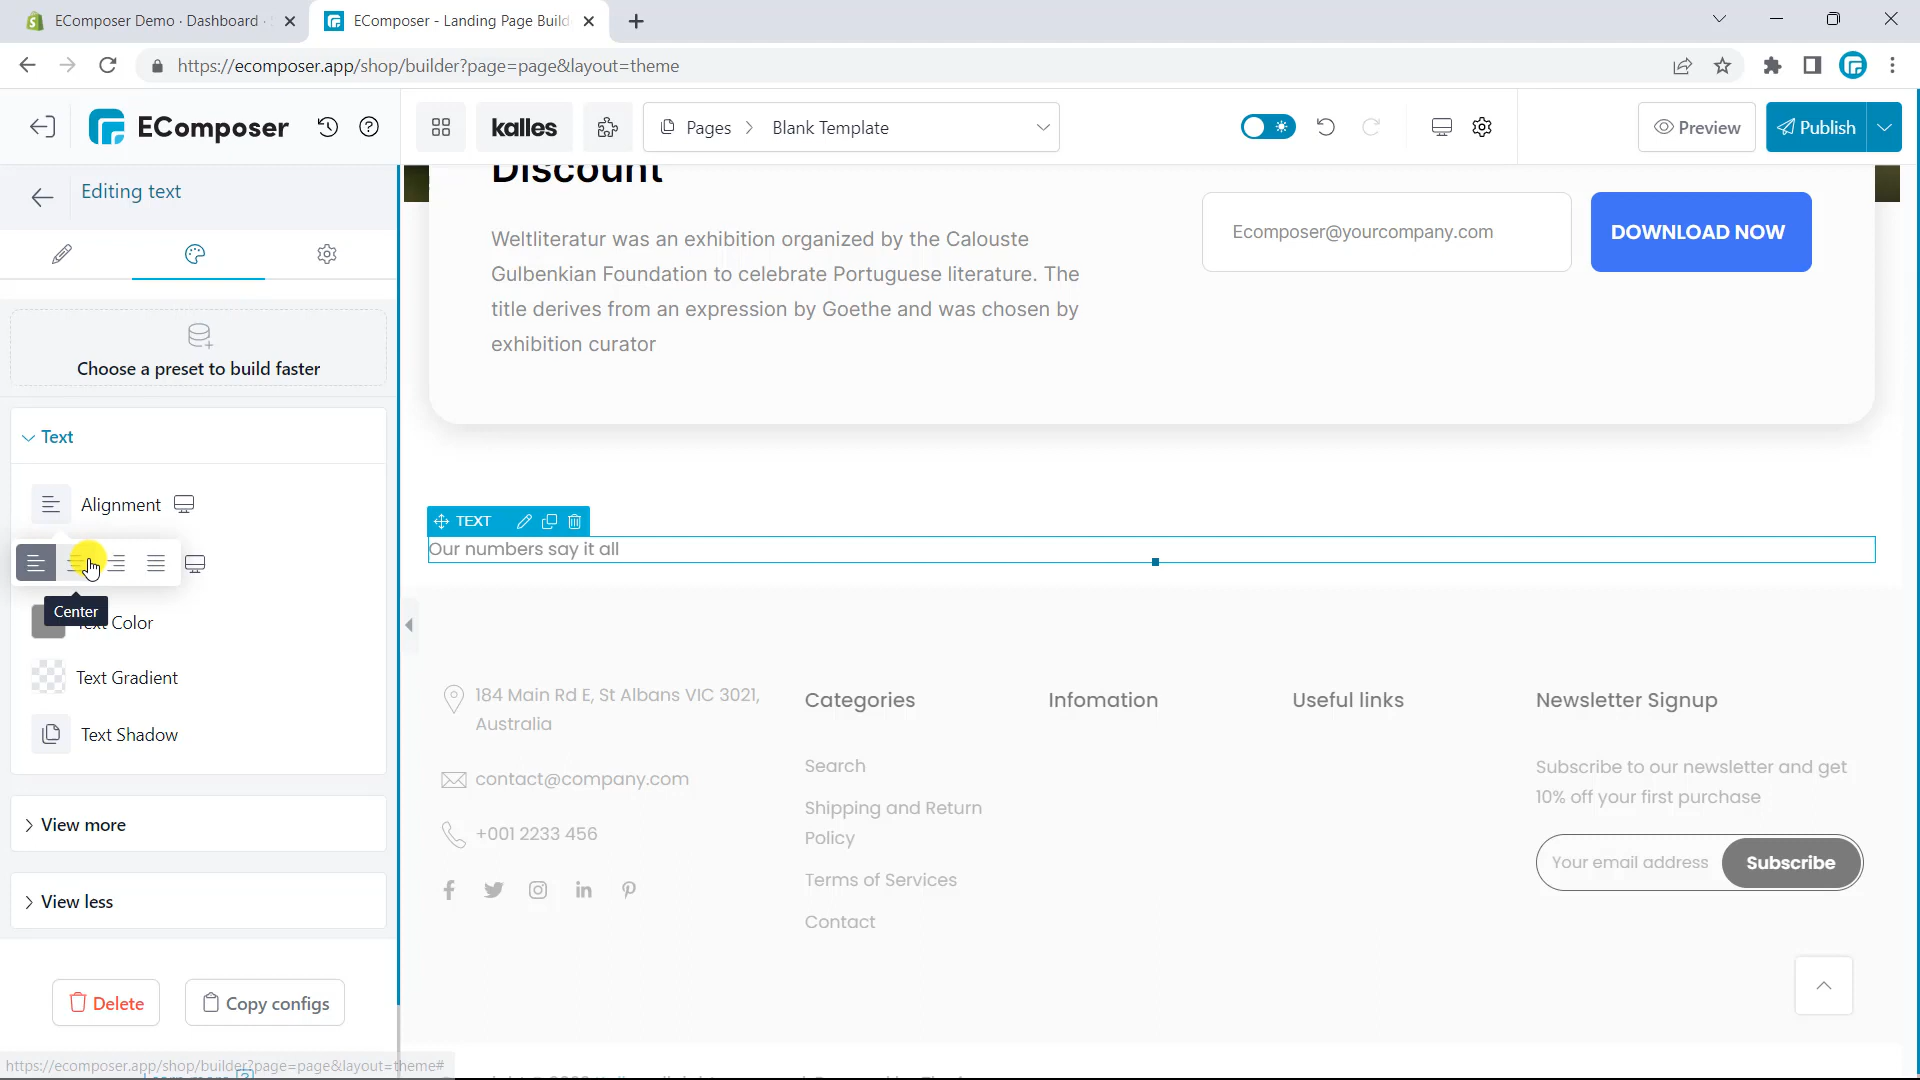 EComposer Demo · Dashboard ·
EComposer - Landing Page Build
https://ecomposer.app/shop/builder?page=page&layout=theme
EComposer
kalles
Pages > Blank Template
Preview
Publish
Editing text
Choose a preset to build faster
Text
Alignment
Center
Text Color
Text Gradient
Text Shadow
View more
View less
Delete
Copy configs
https://ecomposer.app/shop/builder?page=page&layout=theme#
Discount
Weltliteratur was an exhibition organized by the Calouste
Gulbenkian Foundation to celebrate Portuguese literature. The
title derives from an expression by Goethe and was chosen by
exhibition curator
Ecomposer@yourcompany.com
DOWNLOAD NOW
TEXT
Our numbers say it all
184 Main Rd E, St Albans VIC 3021,
Australia
contact@company.com
+001 2233 456
Categories
Search
Shipping and Return
Policy
Terms of Services
Contact
Infomation
Useful links
Newsletter Signup
Subscribe to our newsletter and get
10% off your first purchase
Your email address
Subscribe